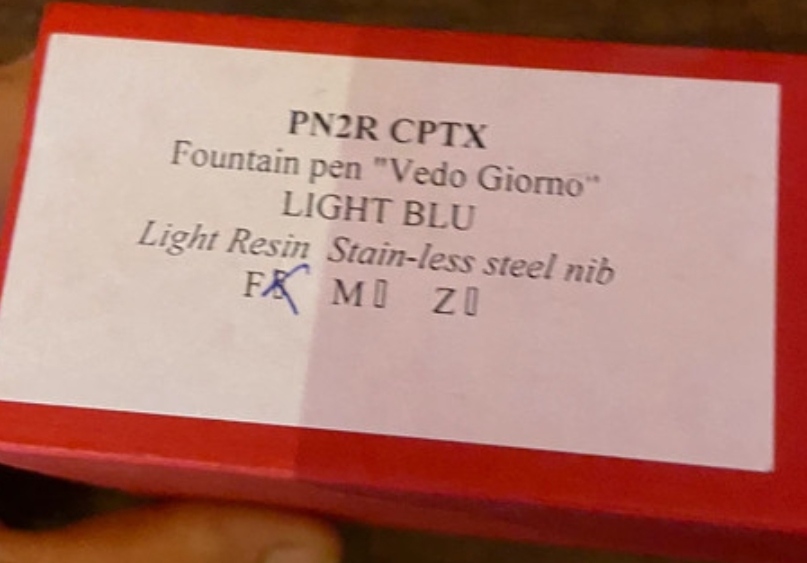 PN2R CPTX
Fountain pen "Vedo Giorno"
LIGHT BLU
Light Resin Stain-less steel nib
F M▯ Z▯